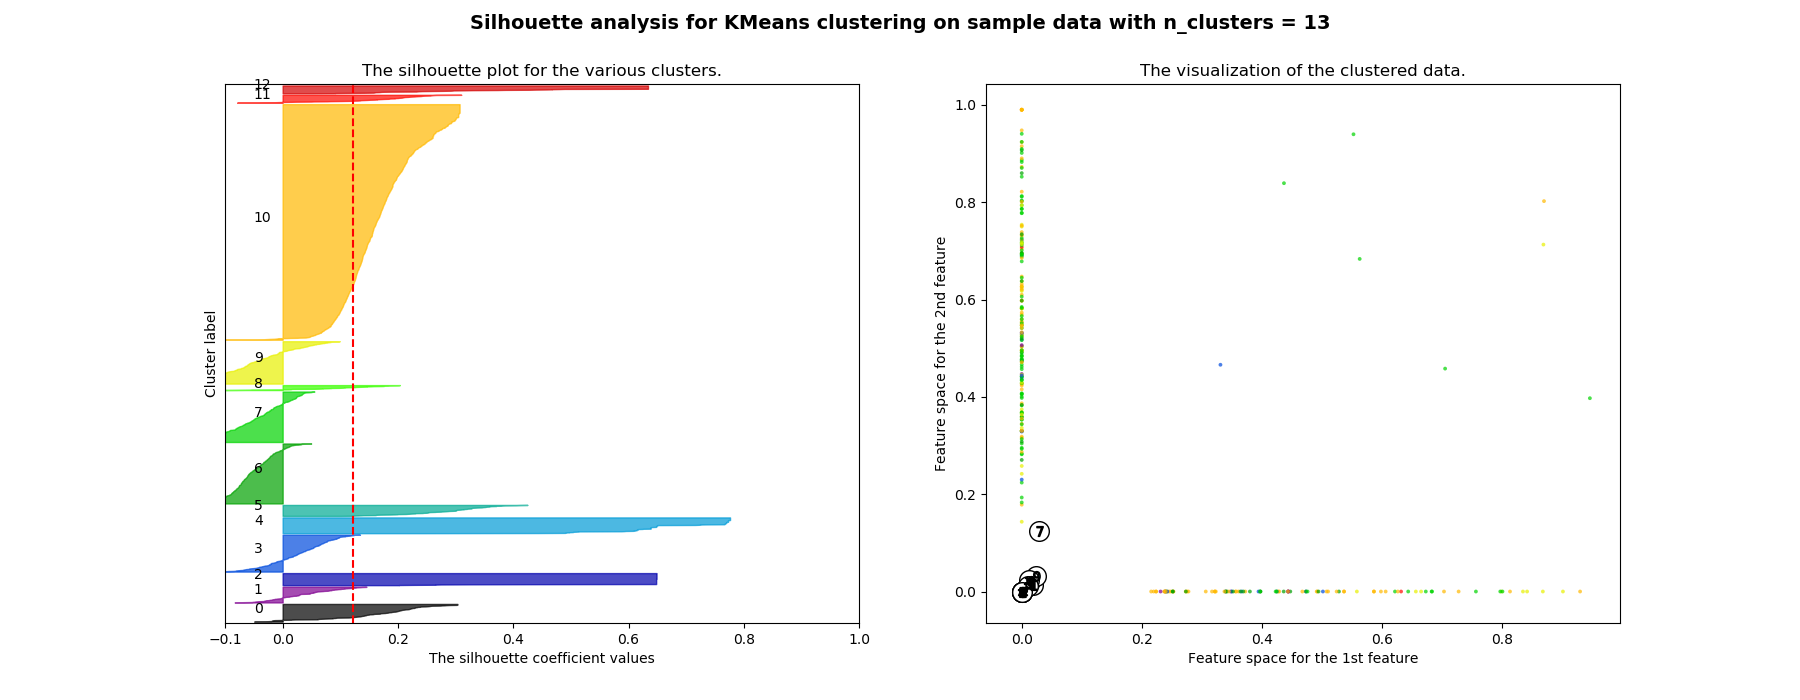 Silhouette analysis for KMeans clustering on sample data with n_clusters = 13
The silhouette plot for the various clusters.
12
11
10
9
8
7
6
5
4
3
2
1
0
Cluster label
−0.1 0.0 0.2 0.4 0.6 0.8 1.0
The silhouette coefficient values
The visualization of the clustered data.
1.0
0.8
0.6
0.4
0.2
0.0
Feature space for the 2nd feature
7
0.0 0.2 0.4 0.6 0.8
Feature space for the 1st feature